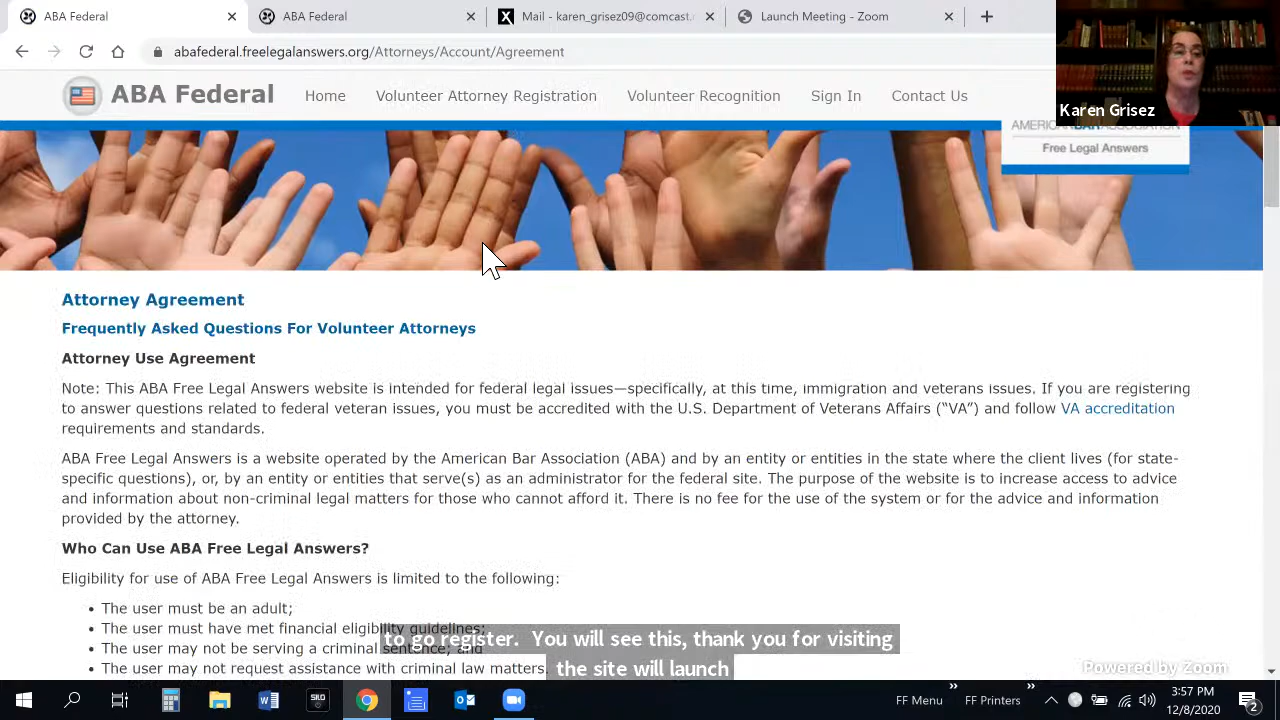 ABA Federal
ABA Federal
Mail - karen_grisez09@comcast.
Launch Meeting - Zoom
abafederal.freelegalanswers.org/Attorneys/Account/Agreement
Karen Grisez
ABA Federal
Home
Volunteer Attorney Registration
Volunteer Recognition
Sign In
Contact Us
AMERICAN BAR ASSOCIATION
Free Legal Answers
Attorney Agreement
Frequently Asked Questions For Volunteer Attorneys
Attorney Use Agreement
Note: This ABA Free Legal Answers website is intended for federal legal issues—specifically, at this time, immigration and veterans issues. If you are registering
to answer questions related to federal veteran issues, you must be accredited with the U.S. Department of Veterans Affairs (“VA”) and follow VA accreditation
requirements and standards.
ABA Free Legal Answers is a website operated by the American Bar Association (ABA) and by an entity or entities in the state where the client lives (for state-
specific questions), or, by an entity or entities that serve(s) as an administrator for the federal site. The purpose of the website is to increase access to advice
and information about non-criminal legal matters for those who cannot afford it. There is no fee for the use of the system or for the advice and information
provided by the attorney.
Who Can Use ABA Free Legal Answers?
Eligibility for use of ABA Free Legal Answers is limited to the following:
• The user must be an adult;
• The user must have met financial eligibility guidelines;
• The user may not be serving a criminal sentence; and
• The user may not request assistance with criminal law matters.
to go register. You will see this, thank you for visiting
the site will launch
Powered by Zoom
FF Menu
FF Printers
3:57 PM
12/8/2020
2